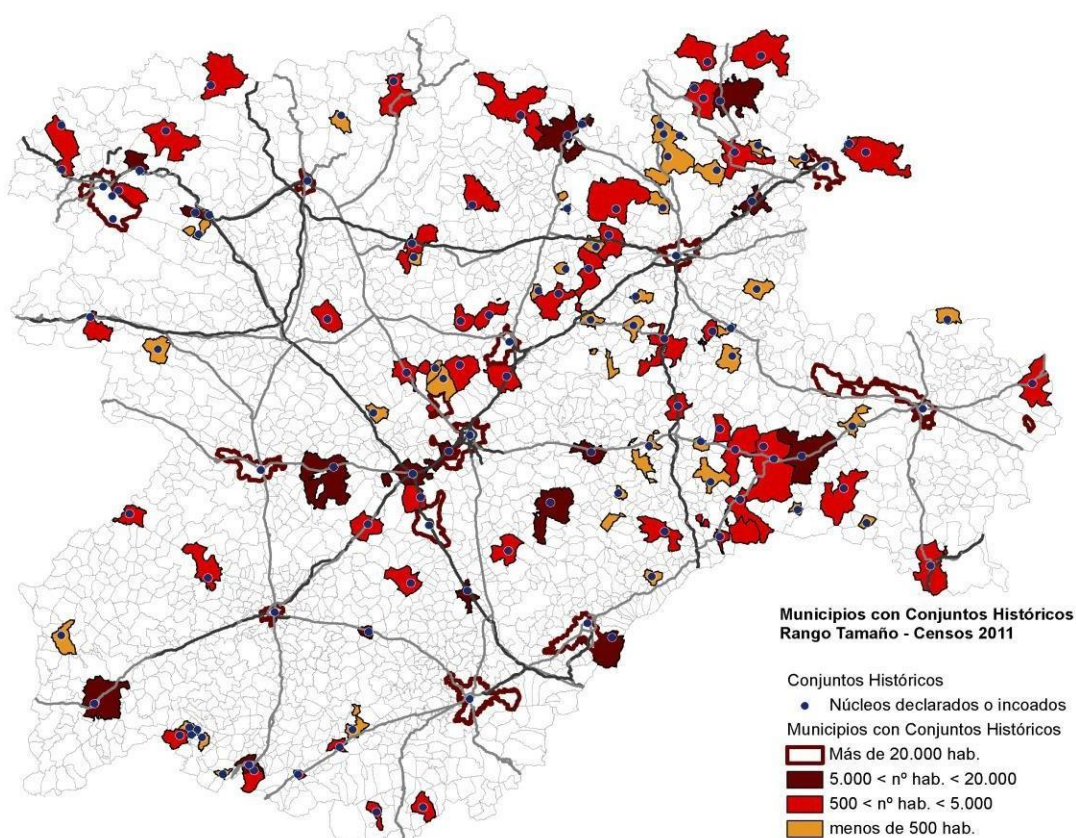 Municipios con Conjuntos Históricos
Rango Tamaño - Censos 2011
Conjuntos Históricos
Núcleos declarados o incoados
Municipios con Conjuntos Históricos
Más de 20.000 hab.
5.000 < nº hab. < 20.000
500 < nº hab. < 5.000
menos de 500 hab.